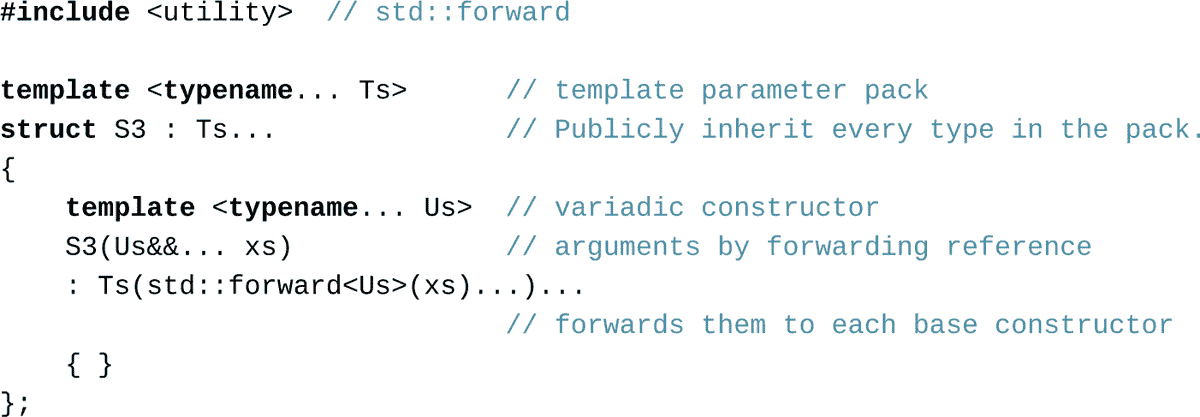 #include <utility>  // std::forward

template <typename... Ts>      // template parameter pack
struct S3 : Ts...              // Publicly inherit every type in the pack.
{
    template <typename... Us>  // variadic constructor
    S3(Us&&... xs)             // arguments by forwarding reference
    : Ts(std::forward<Us>(xs)...)...
                               // forwards them to each base constructor
    { }
};